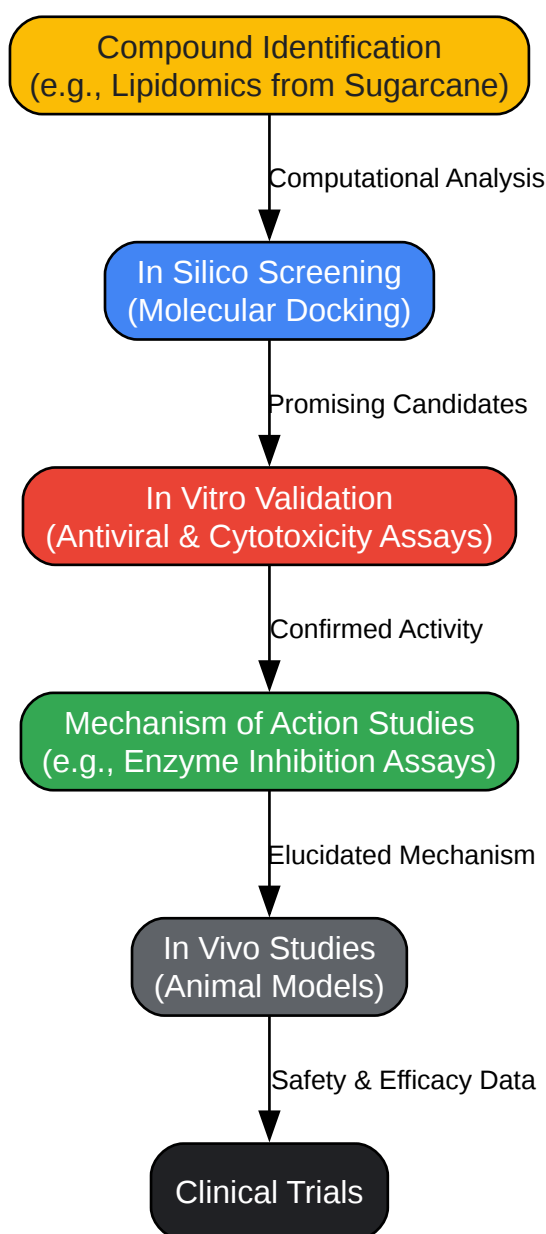 Compound Identification
(e.g., Lipidomics from Sugarcane)
Computational Analysis
In Silico Screening
(Molecular Docking)
Promising Candidates
In Vitro Validation
(Antiviral & Cytotoxicity Assays)
Confirmed Activity
Mechanism of Action Studies
(e.g., Enzyme Inhibition Assays)
Elucidated Mechanism
In Vivo Studies
(Animal Models)
Safety & Efficacy Data
Clinical Trials